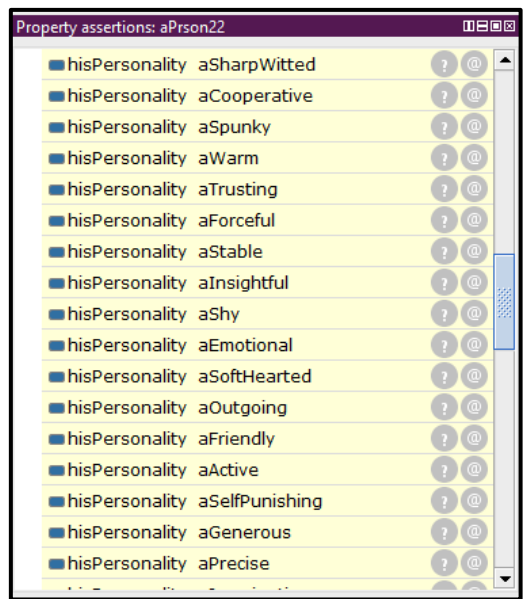 Property assertions: aPrson22
hisPersonality aSharpWitted
hisPersonality aCooperative
hisPersonality aSpunky
hisPersonality aWarm
hisPersonality aTrusting
hisPersonality aForceful
hisPersonality aStable
hisPersonality aInsightful
hisPersonality aShy
hisPersonality aEmotional
hisPersonality aSoftHearted
hisPersonality aOutgoing
hisPersonality aFriendly
hisPersonality aActive
hisPersonality aSelfPunishing
hisPersonality aGenerous
hisPersonality aPrecise